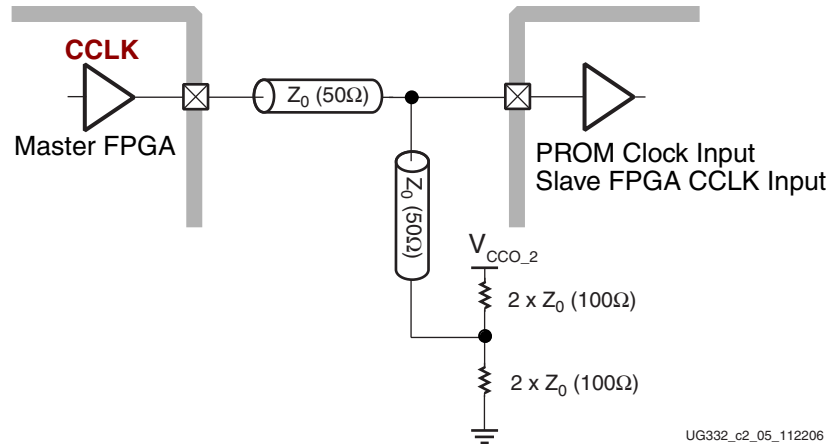 CCLK
Z0 (50Ω)
Master FPGA
PROM Clock Input
Slave FPGA CCLK Input
Z0 (50Ω)
VCCO_2
2 x Z0 (100Ω)
2 x Z0 (100Ω)
UG332_c2_05_112206